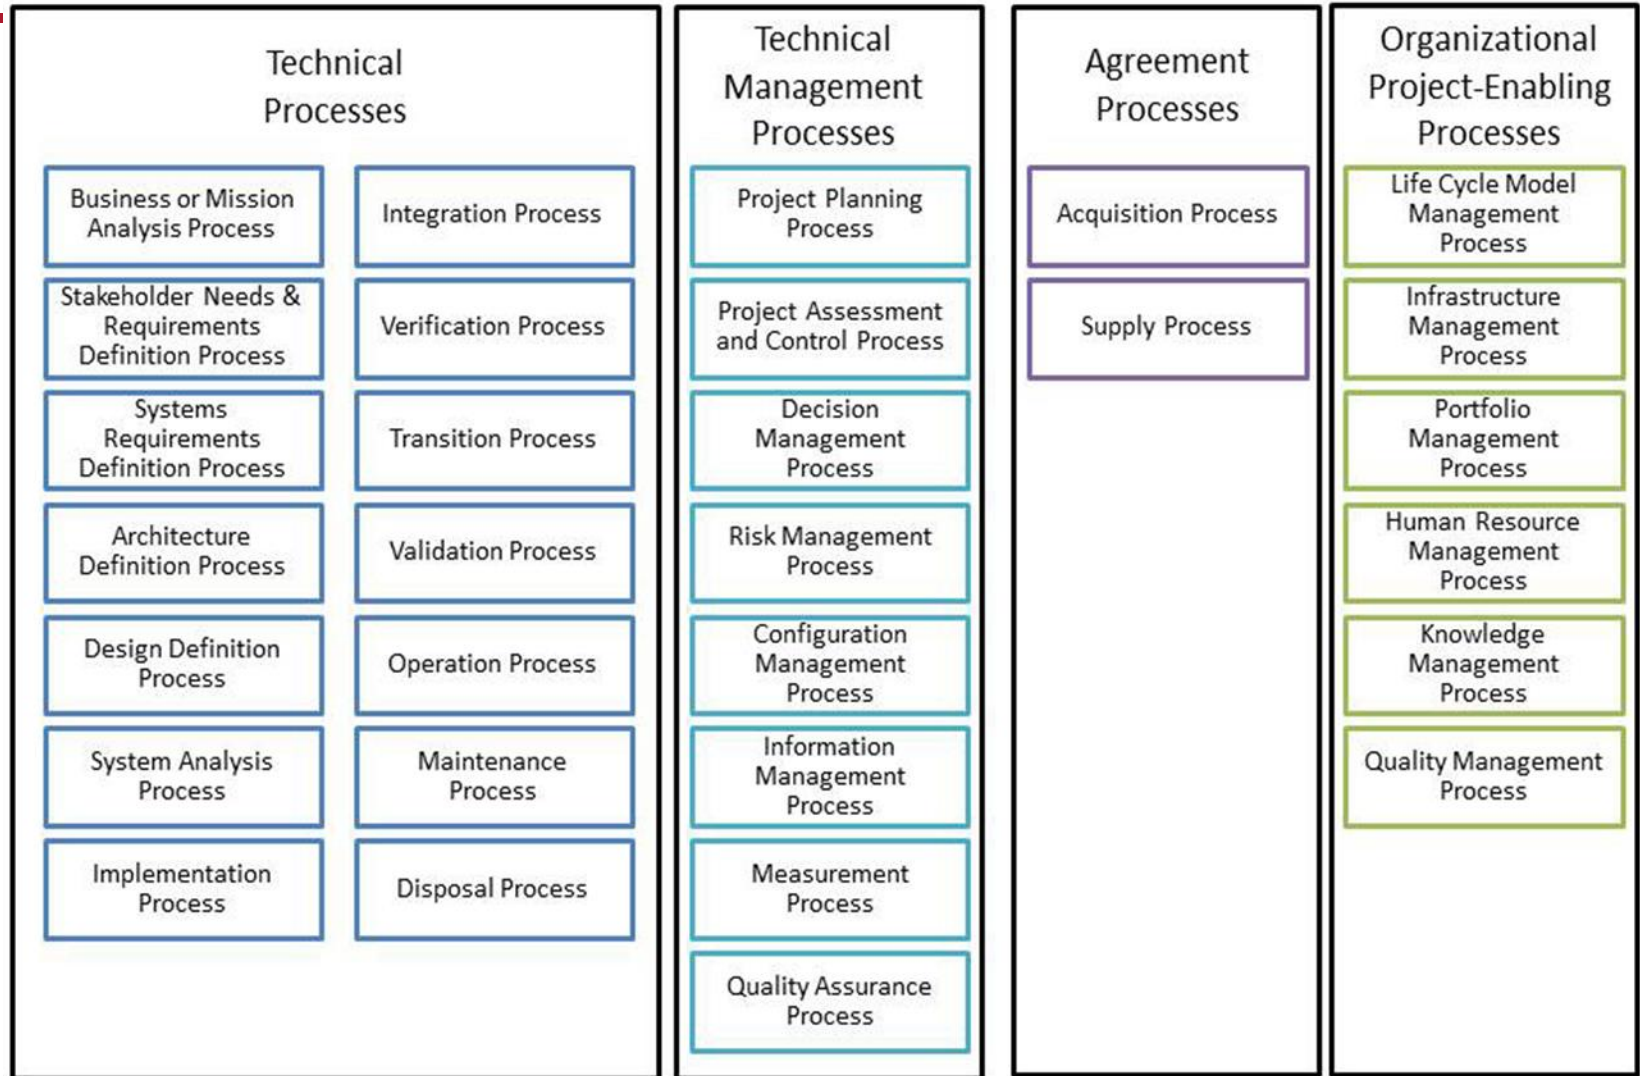 Technical
Processes
Business or Mission
Analysis Process
Stakeholder Needs &
Requirements
Definition Process
Systems
Requirements
Definition Process
Architecture
Definition Process
Design Definition
Process
System Analysis
Process
Implementation
Process
Integration Process
Verification Process
Transition Process
Validation Process
Operation Process
Maintenance
Process
Disposal Process
Technical
Management
Processes
Project Planning
Process
Project Assessment
and Control Process
Decision
Management
Process
Risk Management
Process
Configuration
Management
Process
Information
Management
Process
Measurement
Process
Quality Assurance
Process
Agreement
Processes
Acquisition Process
Supply Process
Organizational
Project-Enabling
Processes
Life Cycle Model
Management
Process
Infrastructure
Management
Process
Portfolio
Management
Process
Human Resource
Management
Process
Knowledge
Management
Process
Quality Management
Process